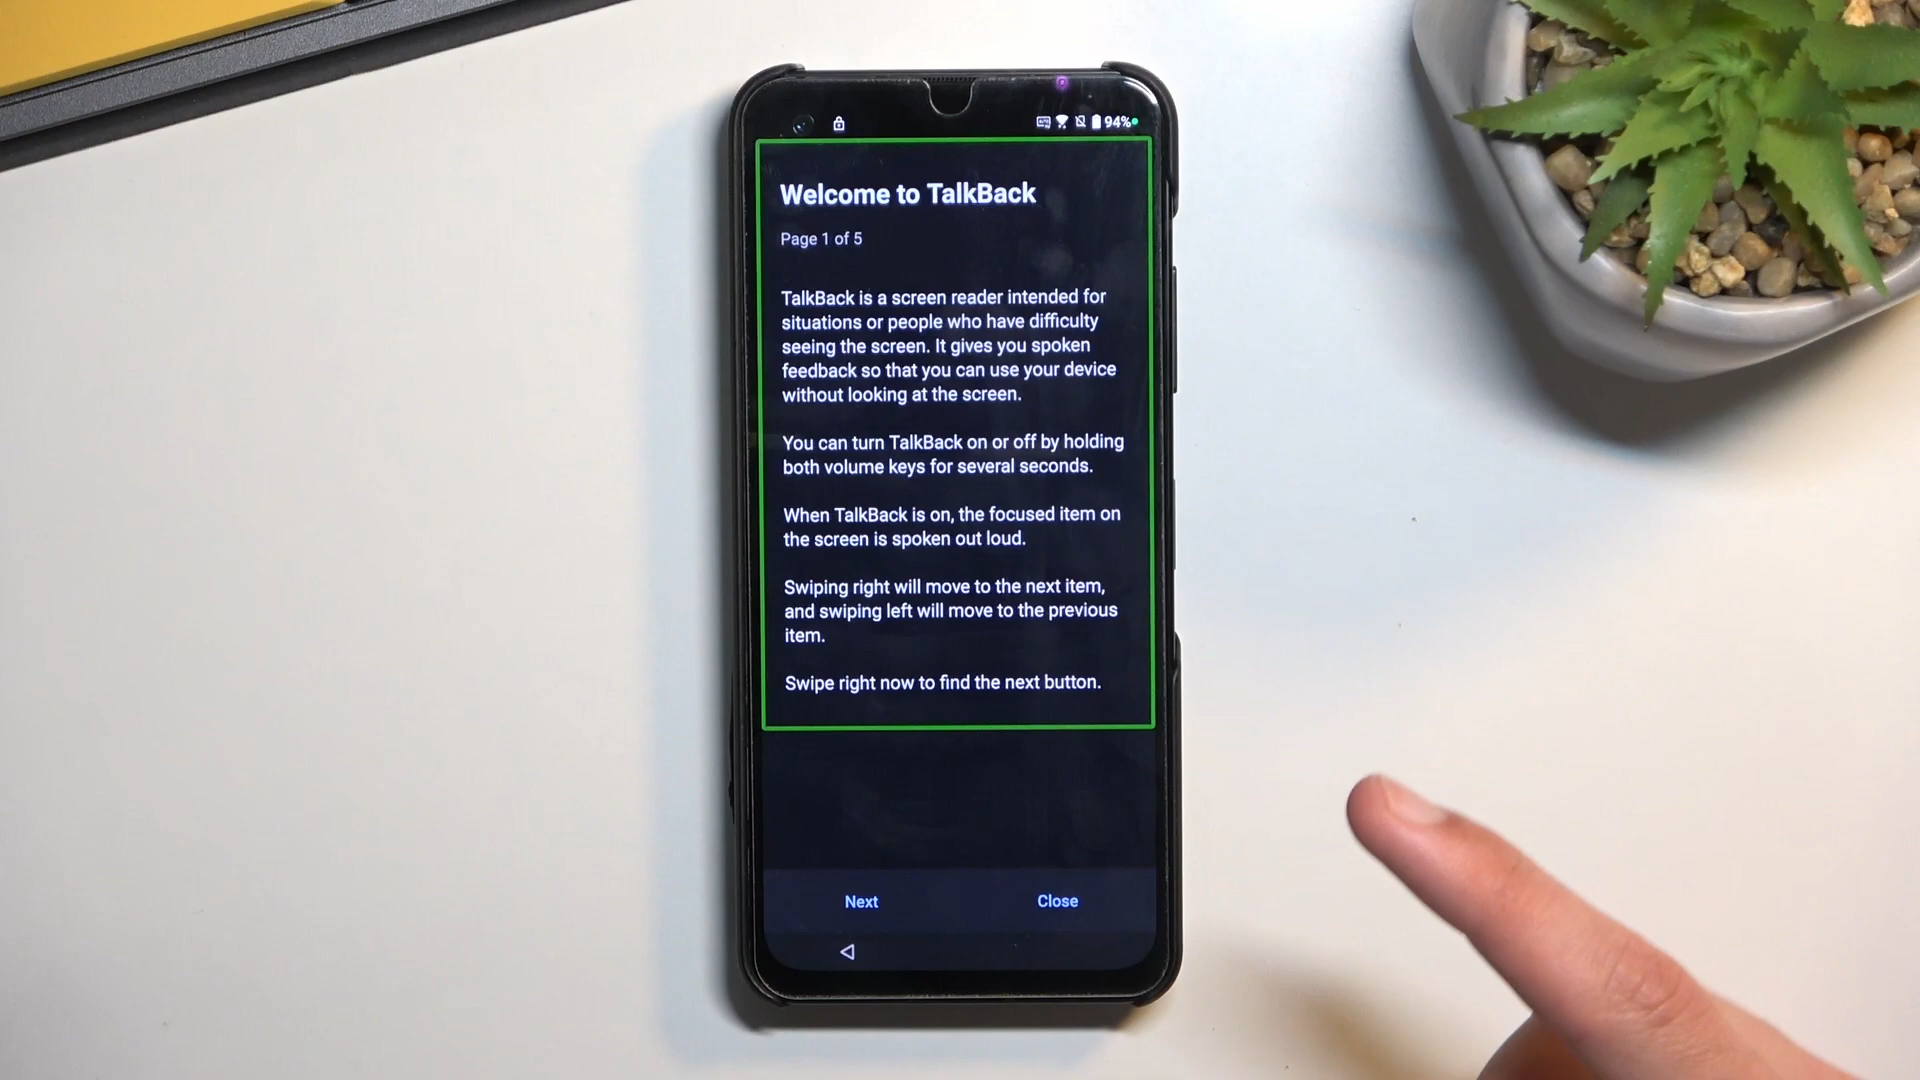 94%
Welcome to TalkBack
Page 1 of 5
TalkBack is a screen reader intended for
situations or people who have difficulty
seeing the screen. It gives you spoken
feedback so that you can use your device
without looking at the screen.
You can turn TalkBack on or off by holding
both volume keys for several seconds.
When TalkBack is on, the focused item on
the screen is spoken out loud.
Swiping right will move to the next item,
and swiping left will move to the previous
item.
Swipe right now to find the next button.
Next Close